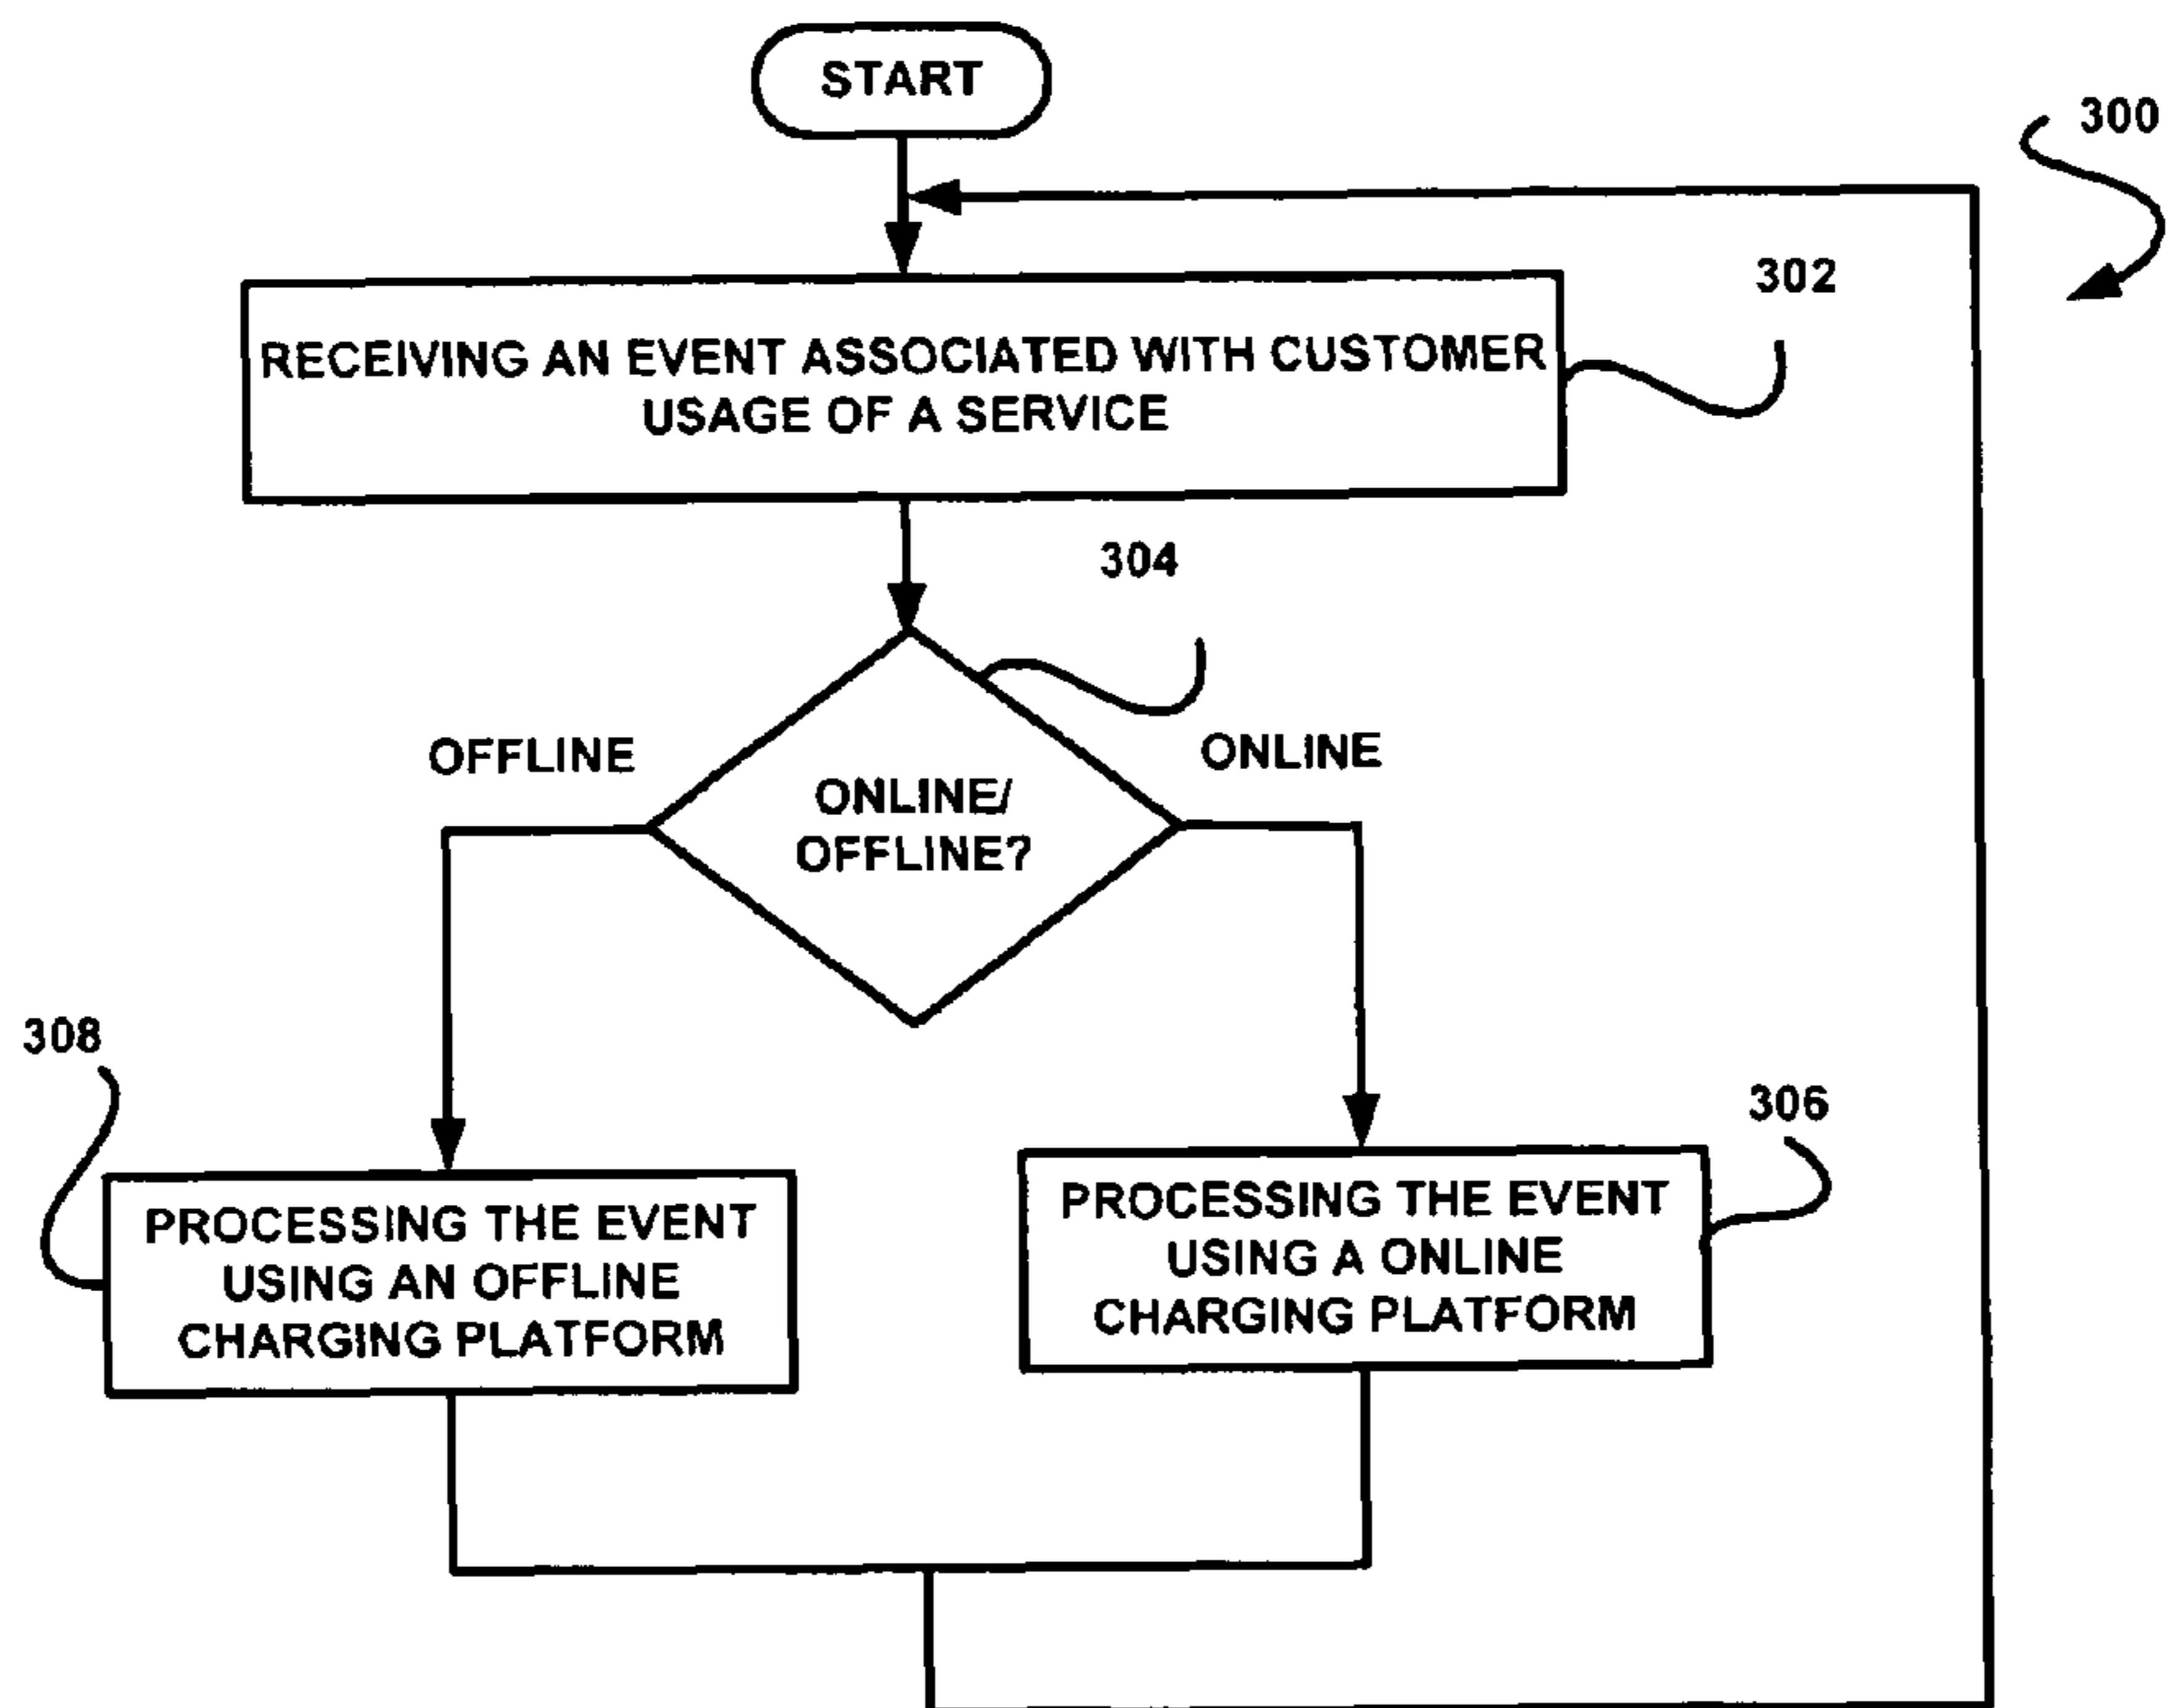 START
300
302
RECEIVING AN EVENT ASSOCIATED WITH CUSTOMER
USAGE OF A SERVICE
304
OFFLINE
ONLINE
ONLINE/
OFFLINE?
308
306
PROCESSING THE EVENT
USING AN OFFLINE
CHARGING PLATFORM
PROCESSING THE EVENT
USING A ONLINE
CHARGING PLATFORM